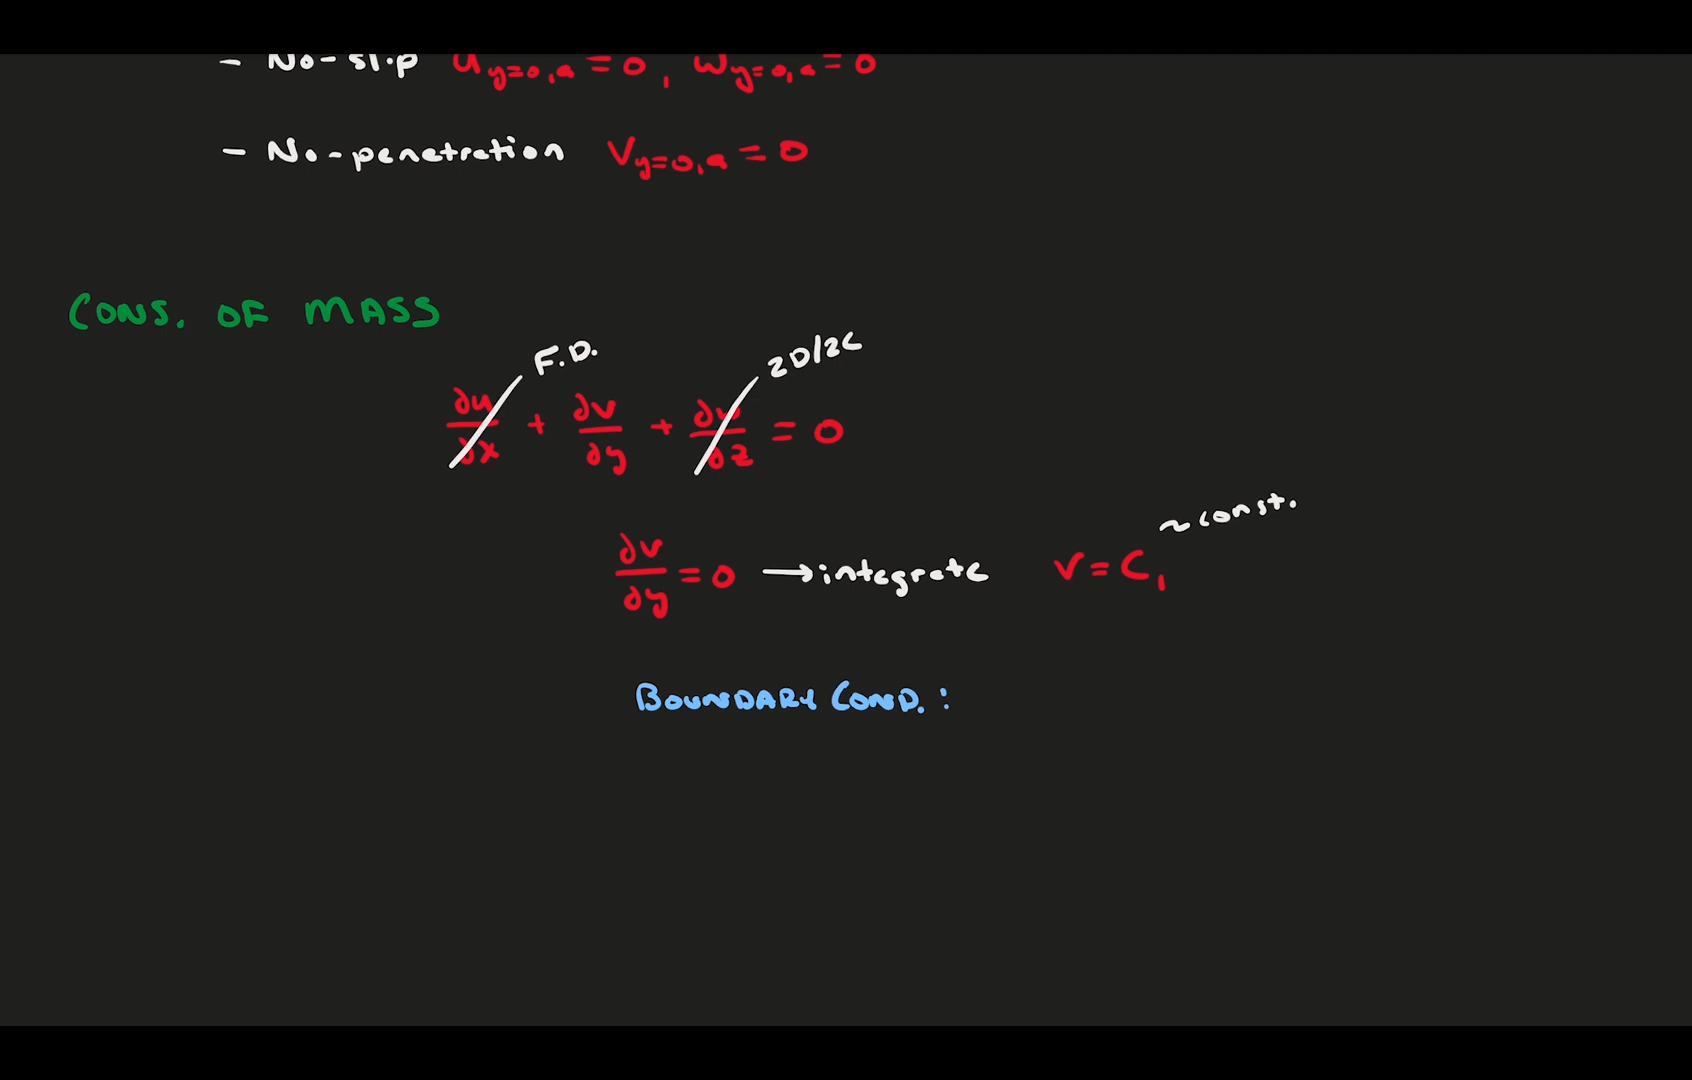 - No-slip u_{y=0,a} = 0, w_{y=0,a} = 0
- No-penetration v_{y=0,a} = 0
CONS. OF MASS
F.D. 2D/2C
∂u/∂x + ∂v/∂y + ∂w/∂z = 0
~const.
∂v/∂y = 0 → integrate v = C₁
BOUNDARY COND. :